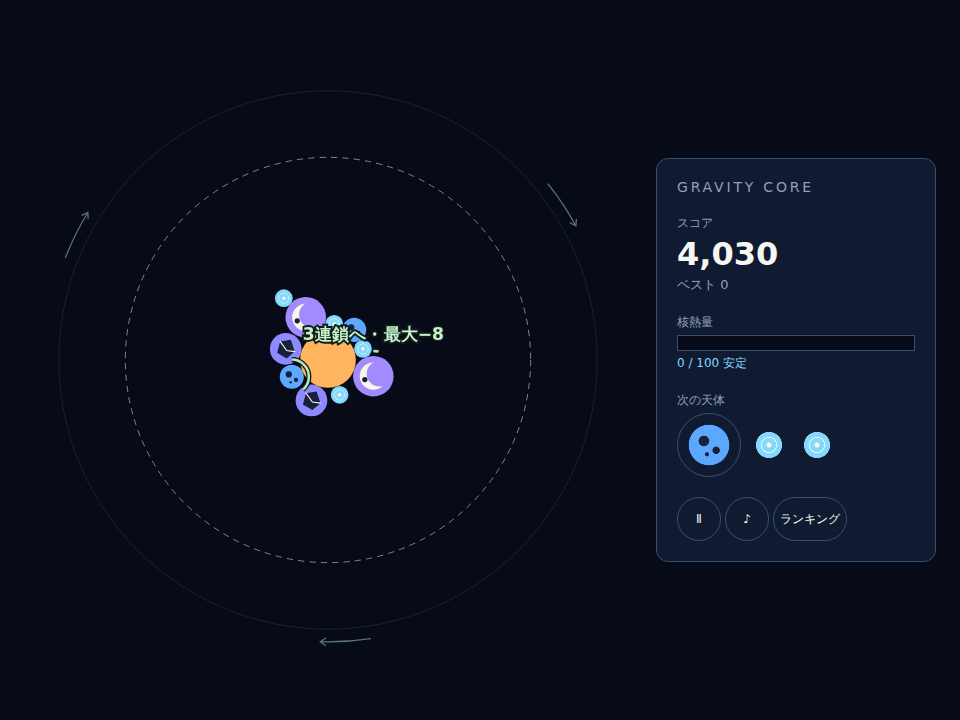 3連鎖へ・最大−8
GRAVITY CORE
スコア
4,030
ベスト 0
核熱量
0 / 100 安定
次の天体
Ⅱ
♪
ランキング